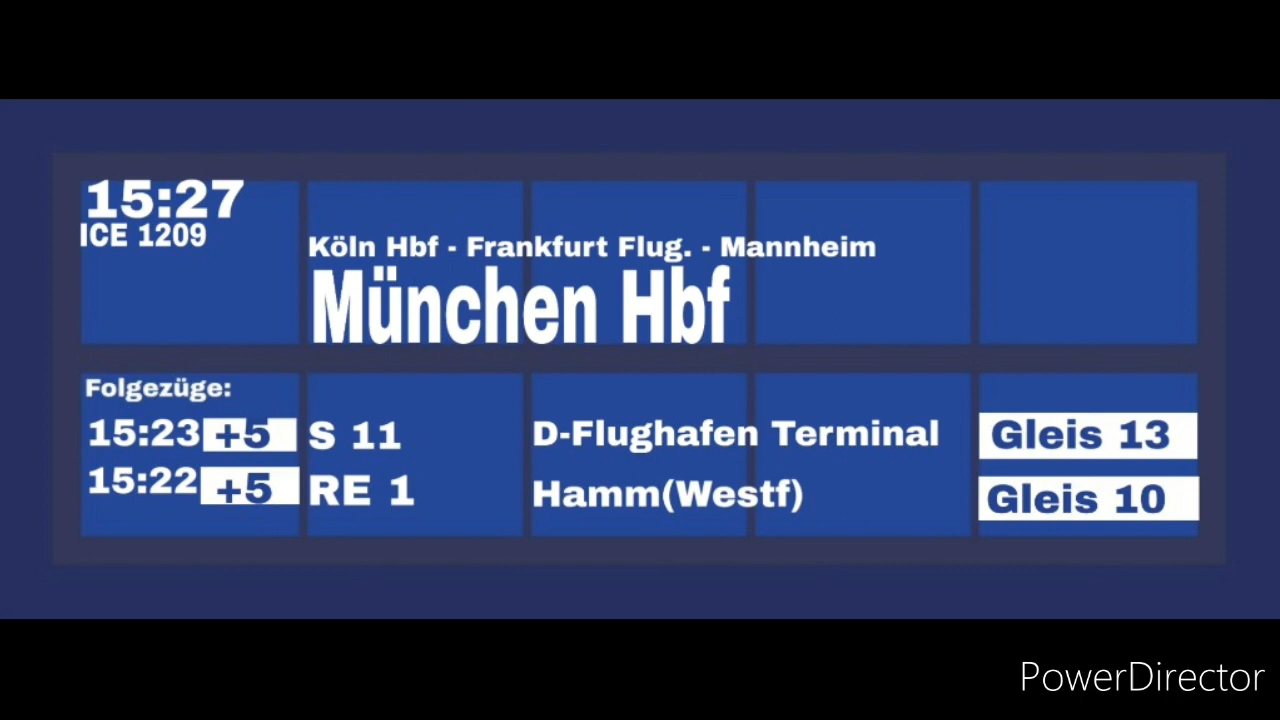 15:27
ICE 1209
Köln Hbf - Frankfurt Flug. - Mannheim
München Hbf
Folgezüge:
15:23 +5 S 11 D-Flughafen Terminal Gleis 13
15:22 +5 RE 1 Hamm(Westf) Gleis 10
PowerDirector